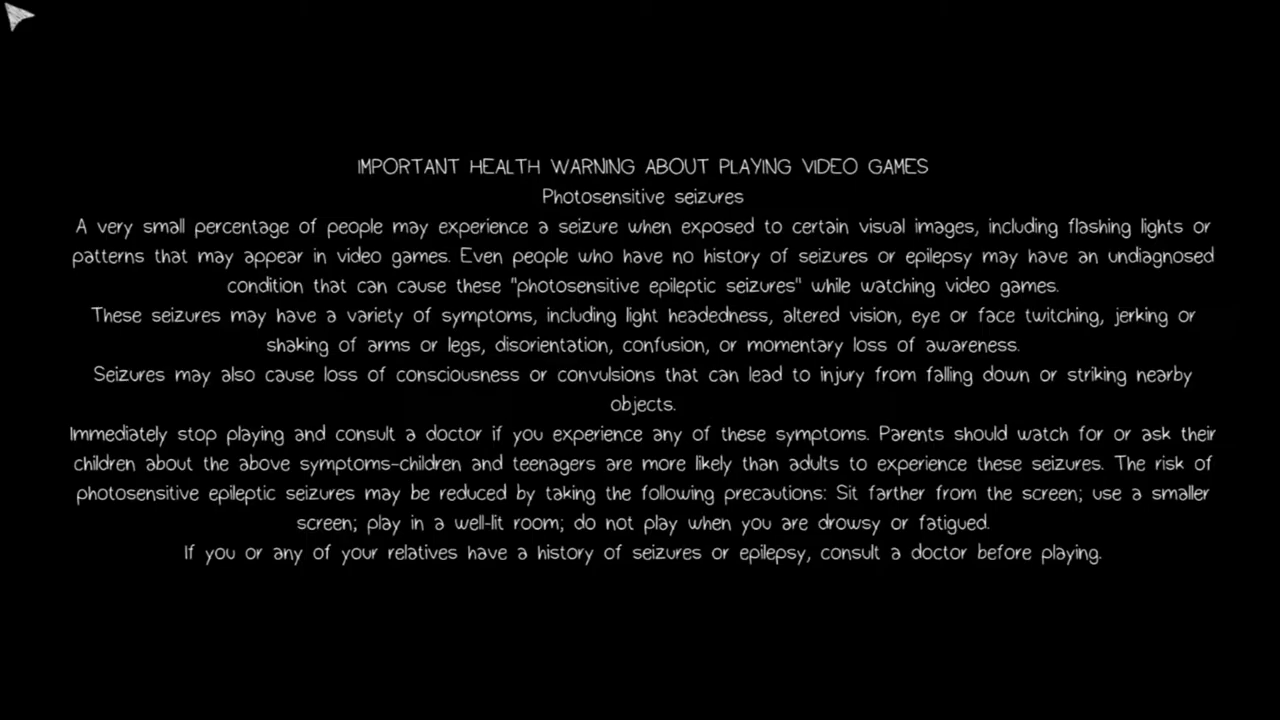 IMPORTANT HEALTH WARNING ABOUT PLAYING VIDEO GAMES
Photosensitive seizures
A very small percentage of people may experience a seizure when exposed to certain visual images, including flashing lights or
patterns that may appear in video games. Even people who have no history of seizures or epilepsy may have an undiagnosed
condition that can cause these "photosensitive epileptic seizures" while watching video games.
These seizures may have a variety of symptoms, including light headedness, altered vision, eye or face twitching, jerking or
shaking of arms or legs, disorientation, confusion, or momentary loss of awareness.
Seizures may also cause loss of consciousness or convulsions that can lead to injury from falling down or striking nearby
objects.
Immediately stop playing and consult a doctor if you experience any of these symptoms. Parents should watch for or ask their
children about the above symptoms-children and teenagers are more likely than adults to experience these seizures. The risk of
photosensitive epileptic seizures may be reduced by taking the following precautions: Sit farther from the screen; use a smaller
screen; play in a well-lit room; do not play when you are drowsy or fatigued.
If you or any of your relatives have a history of seizures or epilepsy, consult a doctor before playing.